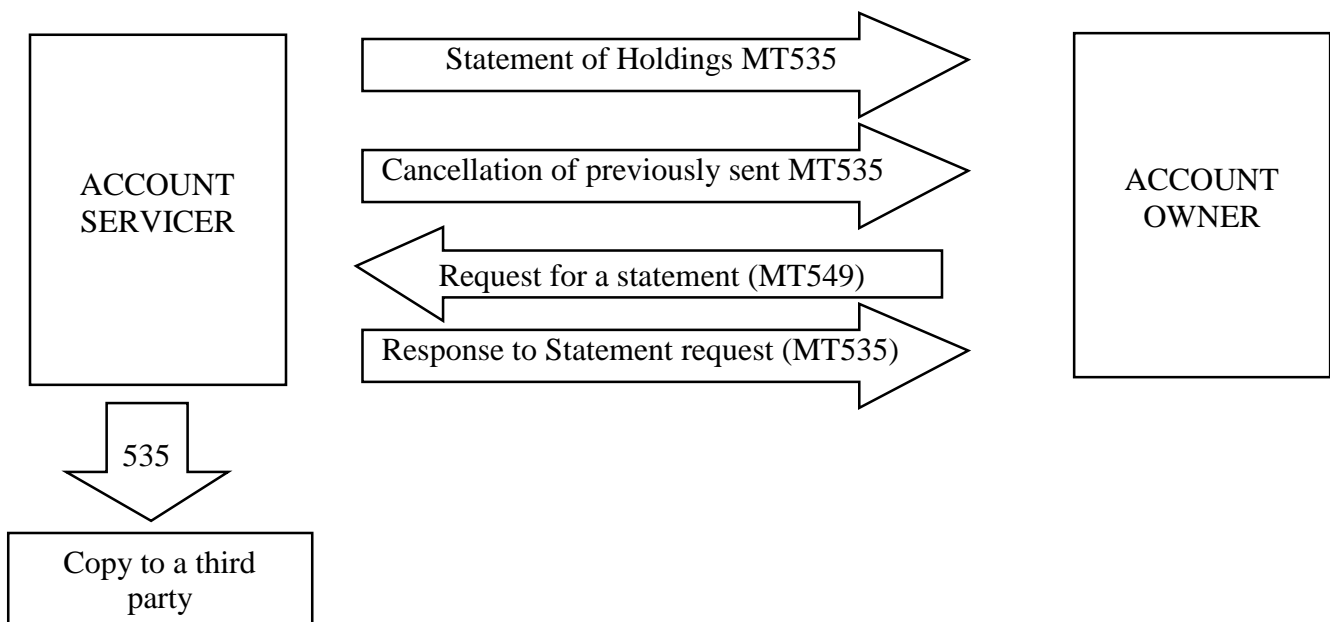 Statement of Holdings MT535
Cancellation of previously sent MT535
ACCOUNT
SERVICER
ACCOUNT
OWNER
Request for a statement (MT549)
Response to Statement request (MT535)
535
Copy to a third
party